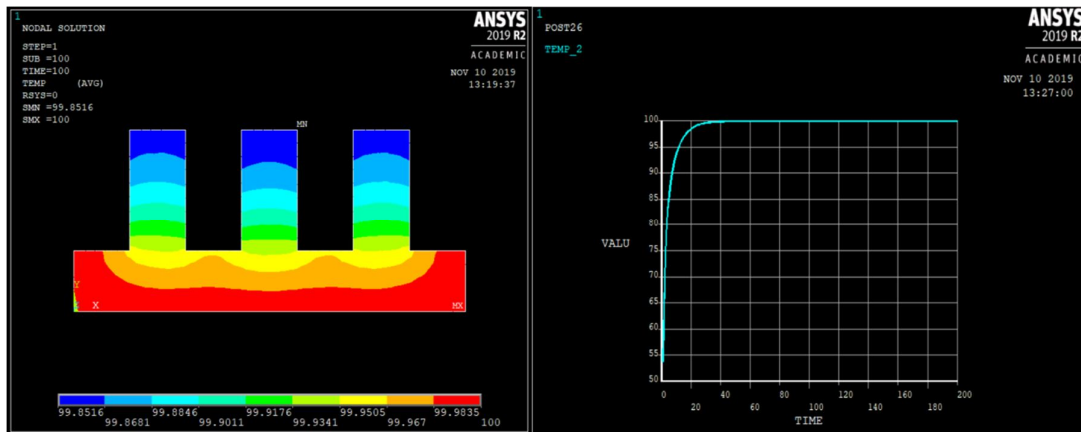 1
NODAL SOLUTION
STEP=1
SUB =100
TIME=100
TEMP (AVG)
RSYS=0
SMN =99.8516
SMX =100
ANSYS
2019 R2
ACADEMIC
NOV 10 2019
13:19:37
MN
Y
X
MX
99.8516 99.8846 99.9176 99.9505 99.9835
99.8681 99.9011 99.9341 99.967 100
1
POST26
TEMP_2
ANSYS
2019 R2
ACADEMIC
NOV 10 2019
13:27:00
100
95
90
85
80
VALU
75
70
65
60
55
50
0 40 80 120 160 200
20 60 100 140 180
TIME